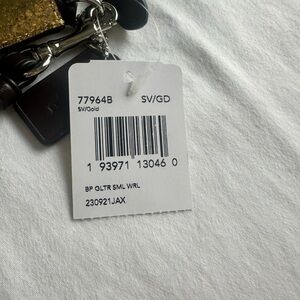 77964B SV/GD
SV/Gold
1 93971 13046 0
BP GLTR SML WRL
230921JAX